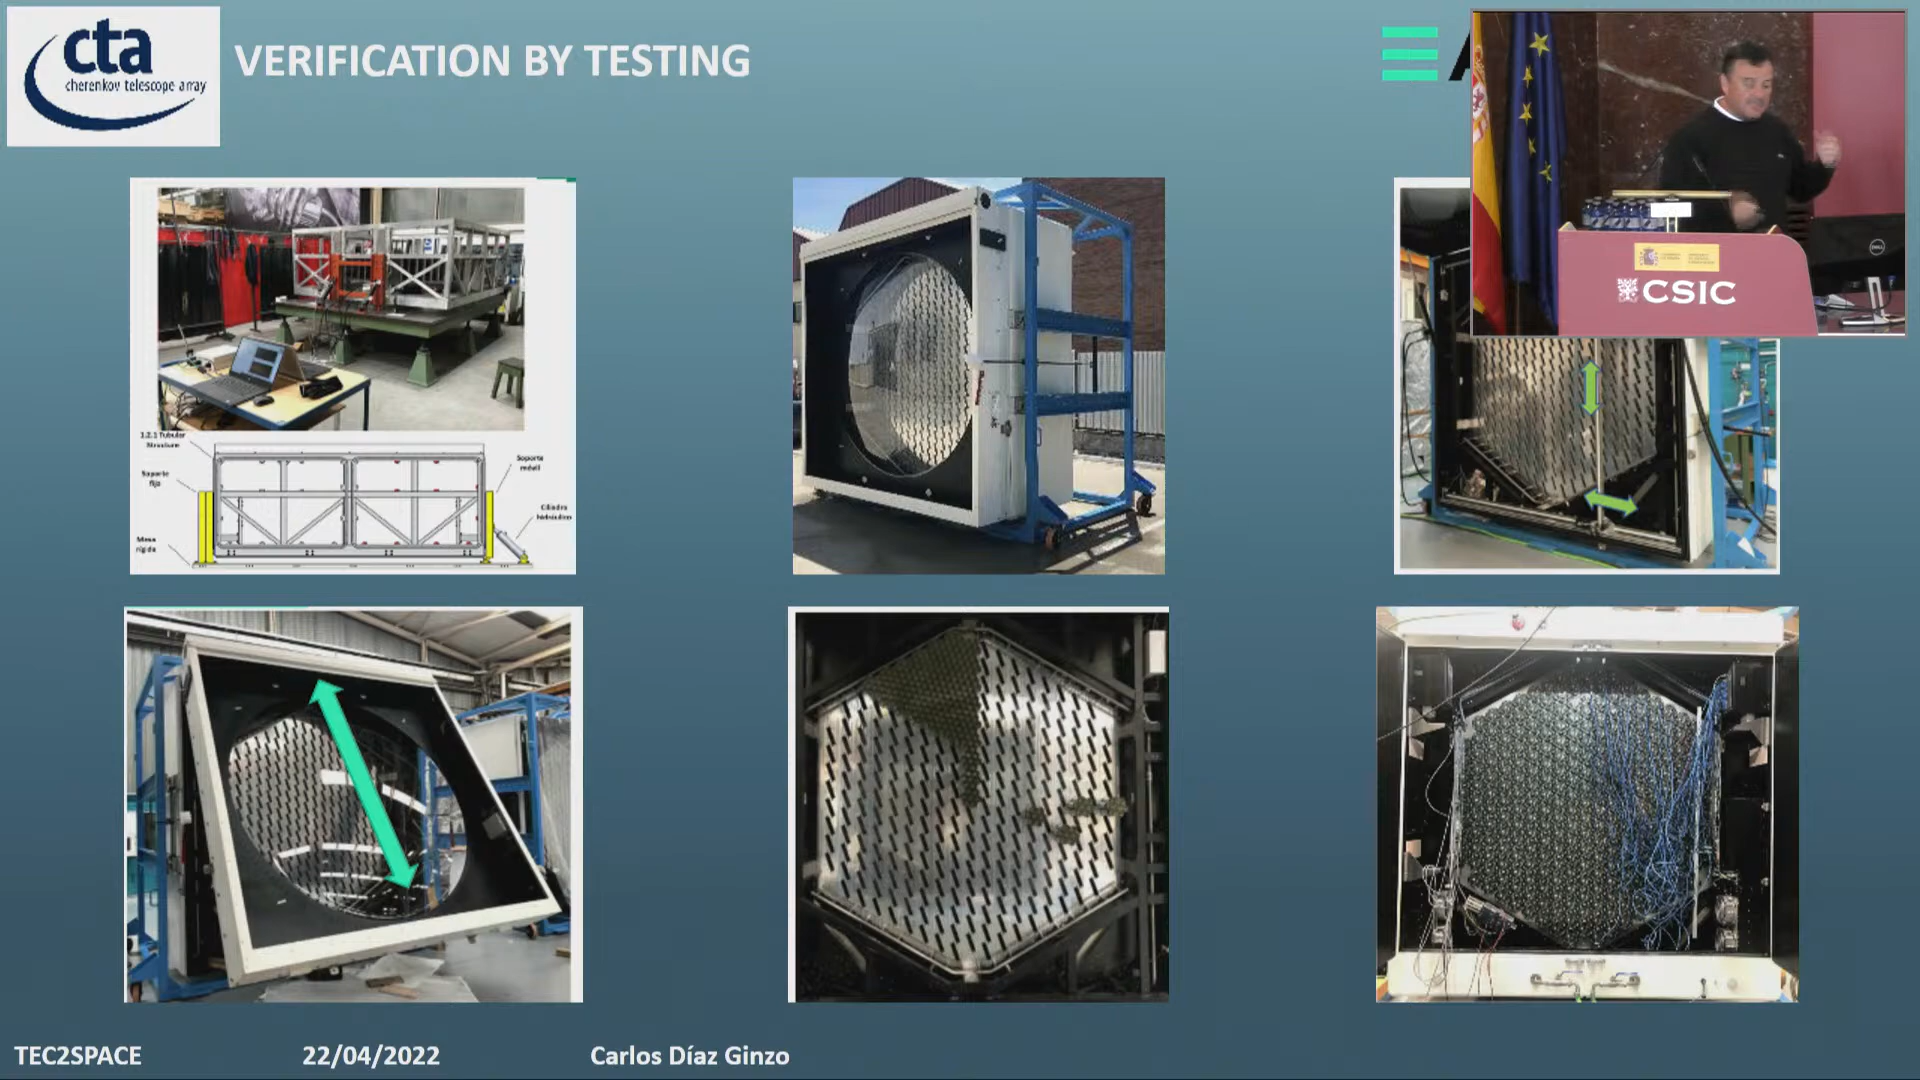 cta
cherenkov telescope array
VERIFICATION BY TESTING
CSIC
DELL
1.2.1 Tubular
Structure
Soporte
fijo
Mesa
rígida
Soporte
móvil
Cilindro
hidráulico
TEC2SPACE
22/04/2022
Carlos Díaz Ginzo